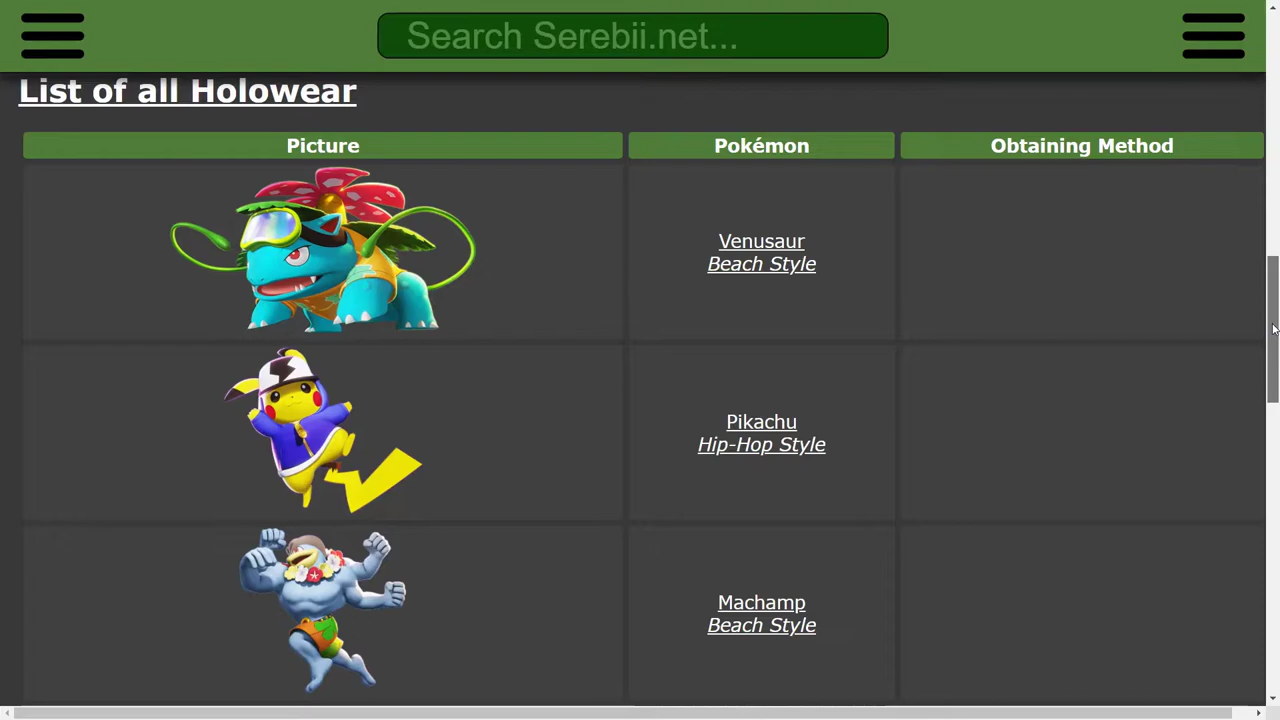 Search Serebii.net...
List of all Holowear
Picture
Pokémon
Obtaining Method
Venusaur
Beach Style
Pikachu
Hip-Hop Style
Machamp
Beach Style